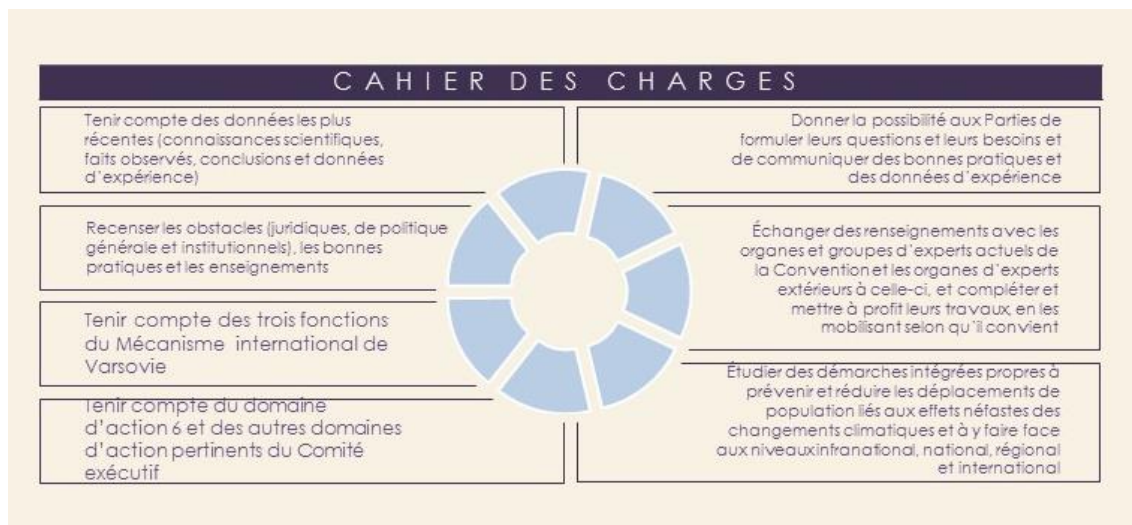 CAHIER DES CHARGES
Tenir compte des données les plus
récentes (connaissances scientifiques,
faits observés, conclusions et données
d'expérience)
Recenser les obstacles (juridiques, de politique
générale et institutionnels), les bonnes
pratiques et les enseignements
Tenir compte des trois fonctions
du Mécanisme international de
Varsovie
Tenir compte du domaine
d'action 6 et des autres domaines
d'action pertinents du Comité
exécutif
Donner la possibilité aux Parties de
formuler leurs questions et leurs besoins et
de communiquer des bonnes pratiques et
des données d'expérience
Échanger des renseignements avec les
organes et groupes d'experts actuels de
la Convention et les organes d'experts
extérieurs à celle-ci, et compléter et
mettre à profit leurs travaux, en les
mobilisant selon qu'il convient
Étudier des démarches intégrées propres à
prévenir et réduire les déplacements de
population liés aux effets néfastes des
changements climatiques et à y faire face
aux niveaux infranational, national, régional
et international